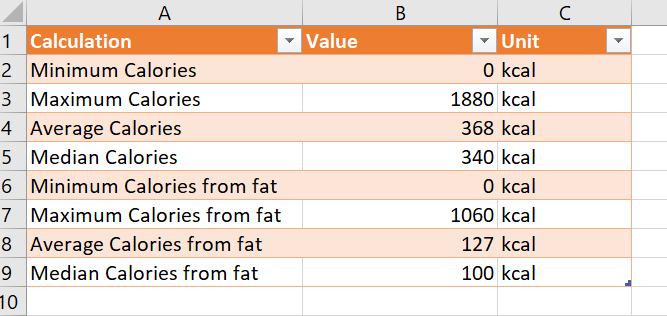 A B C
1 Calculation Value Unit
2 Minimum Calories 0 kcal
3 Maximum Calories 1880 kcal
4 Average Calories 368 kcal
5 Median Calories 340 kcal
6 Minimum Calories from fat 0 kcal
7 Maximum Calories from fat 1060 kcal
8 Average Calories from fat 127 kcal
9 Median Calories from fat 100 kcal
10